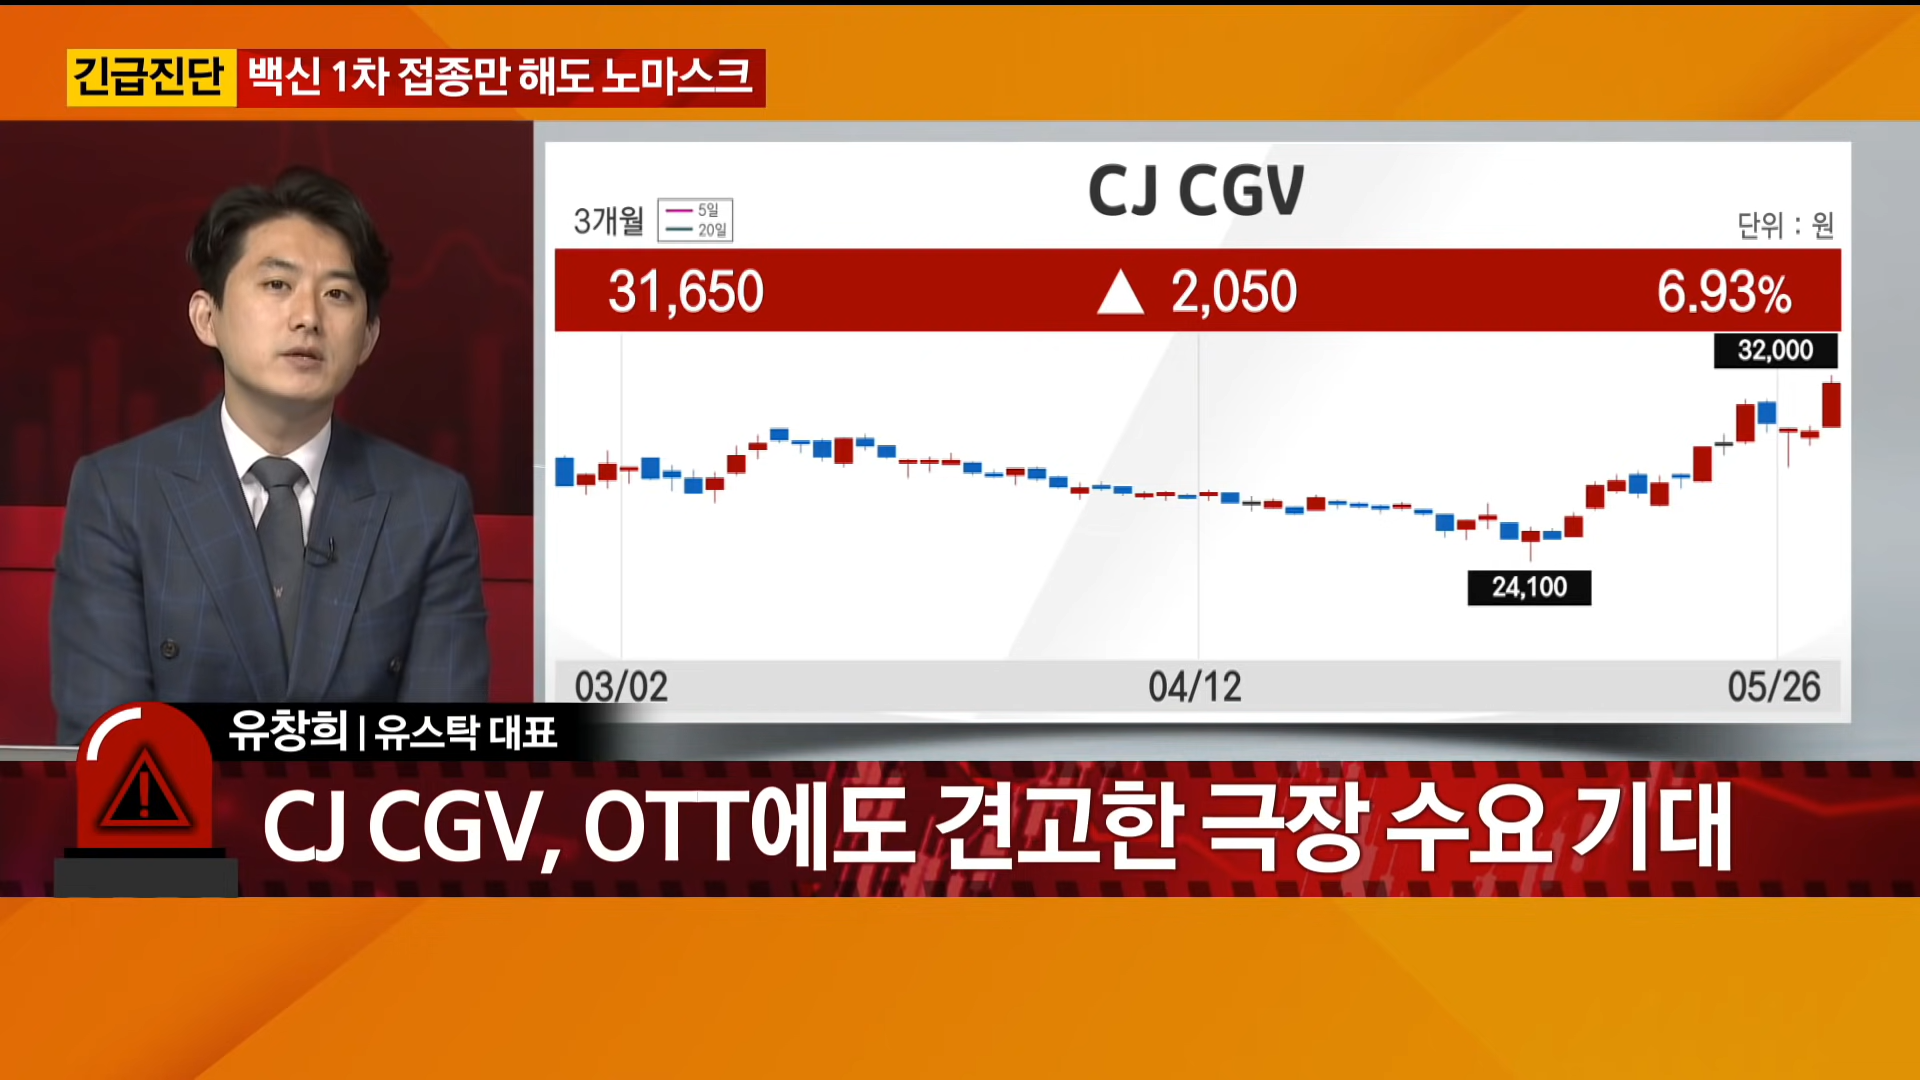 긴급진단 백신 1차 접종만 해도 노마스크
CJ CGV
3개월
5일
20일
단위 : 원
31,650 ▲ 2,050 6.93%
32,000
24,100
03/02 04/12 05/26
유창희 | 유스탁 대표
CJ CGV, OTT에도 견고한 극장 수요 기대